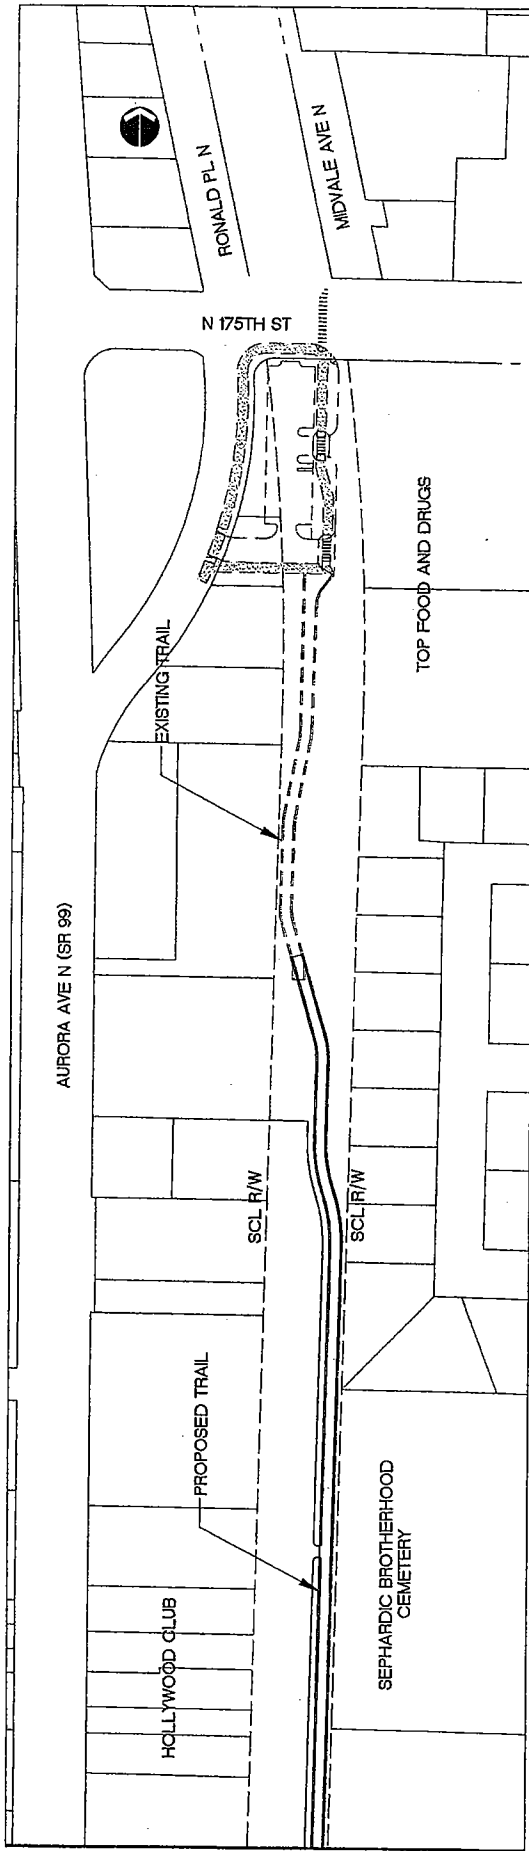 RONALD PL N
MIDVALE AVE N
N 175TH ST
TOP FOOD AND DRUGS
EXISTING TRAIL
AURORA AVE N (SR 99)
SCL R/W
SCL R/W
PROPOSED TRAIL
HOLLYWOOD CLUB
SEPHARDIC BROTHERHOOD
CEMETERY